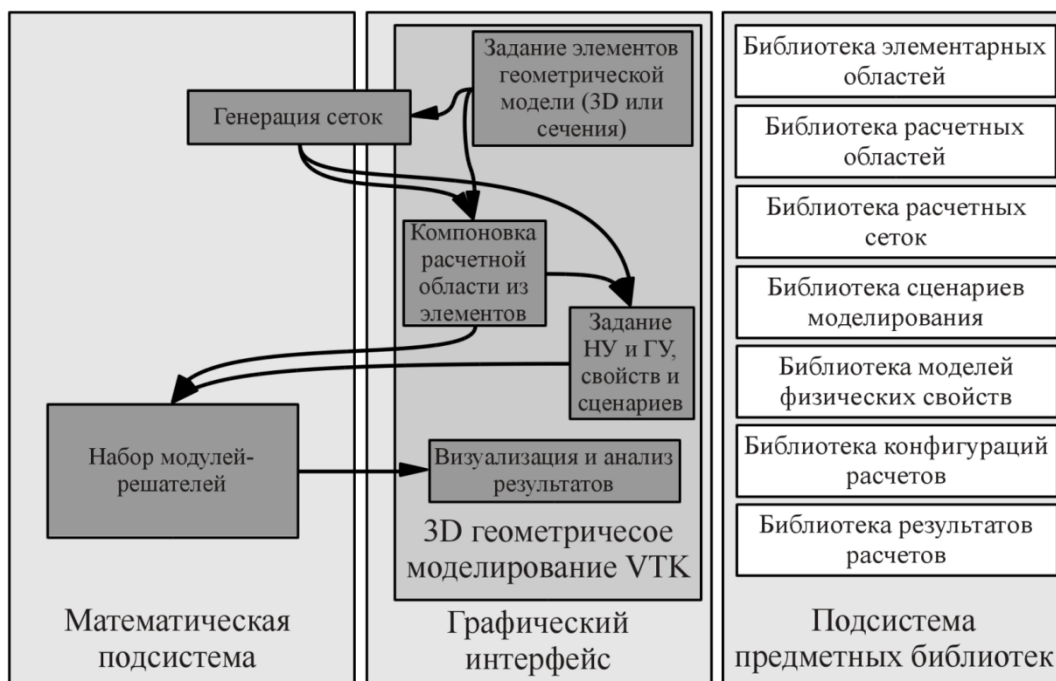 Генерация сеток
Набор модулей-
решателей
Математическая
подсистема
Задание элементов
геометрической
модели (3D или
сечения)
Компоновка
расчетной
области из
элементов
Задание
НУ и ГУ,
свойств и
сценариев
Визуализация и анализ
результатов
3D геометричесое
моделирование VTK
Графический
интерфейс
Библиотека элементарных
областей
Библиотека расчетных
областей
Библиотека расчетных
сеток
Библиотека сценариев
моделирования
Библиотека моделей
физических свойств
Библиотека конфигураций
расчетов
Библиотека результатов
расчетов
Подсистема
предметных библиотек